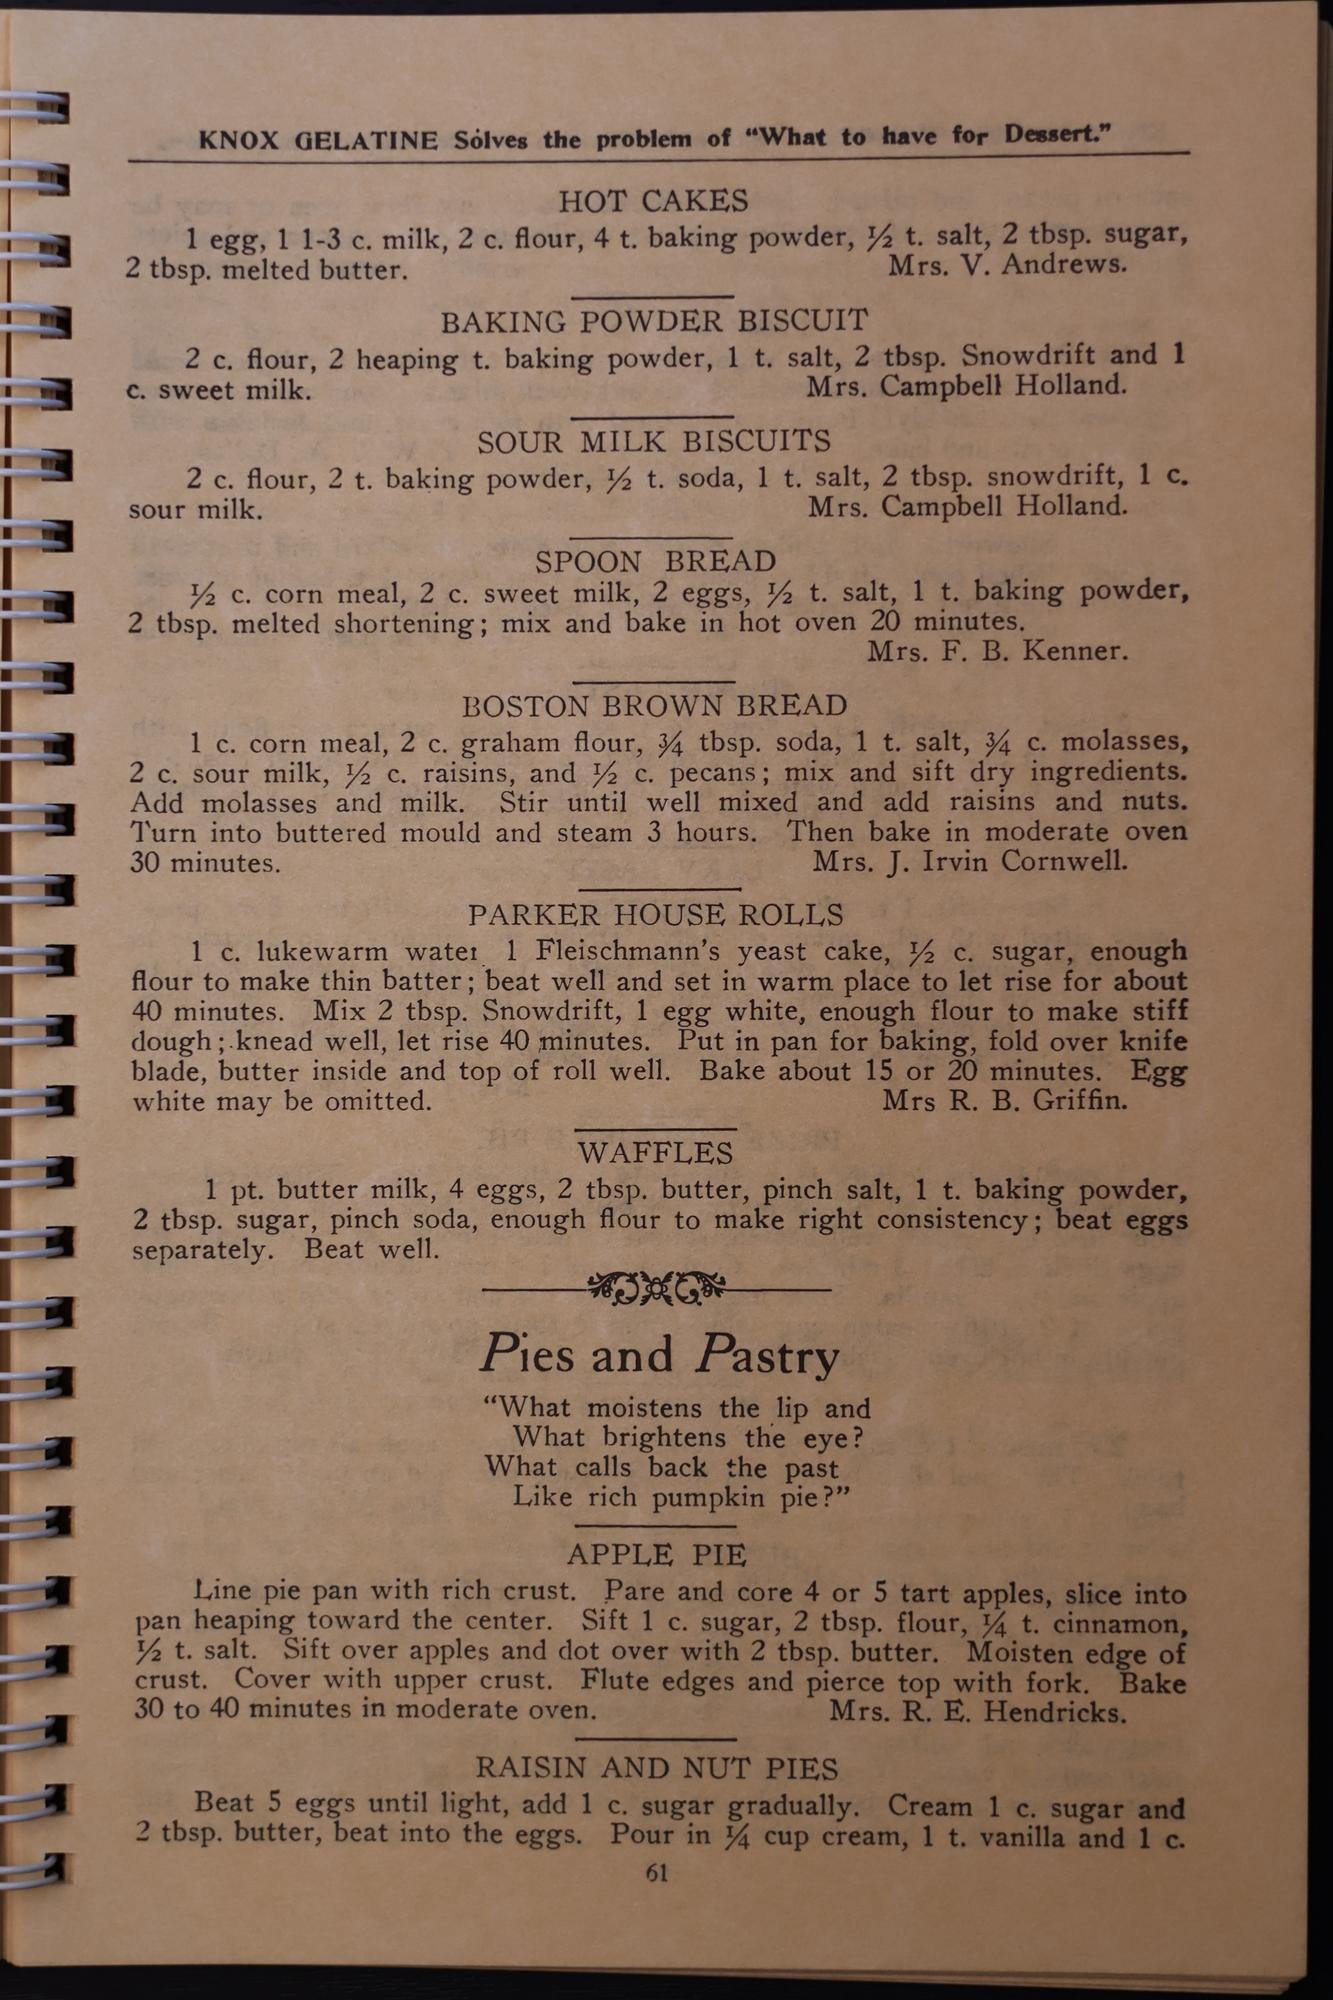 KNOX GELATINE Solves the problem of “What to have for Dessert.”
HOT CAKES
1 egg, 1 1-3 c. milk, 2 c. flour, 4 t. baking powder, ½ t. salt, 2 tbsp. sugar,
2 tbsp. melted butter. Mrs. V. Andrews.
BAKING POWDER BISCUIT
2 c. flour, 2 heaping t. baking powder, 1 t. salt, 2 tbsp. Snowdrift and 1
c. sweet milk. Mrs. Campbell Holland.
SOUR MILK BISCUITS
2 c. flour, 2 t. baking powder, ½ t. soda, 1 t. salt, 2 tbsp. snowdrift, 1 c.
sour milk. Mrs. Campbell Holland.
SPOON BREAD
½ c. corn meal, 2 c. sweet milk, 2 eggs, ½ t. salt, 1 t. baking powder,
2 tbsp. melted shortening; mix and bake in hot oven 20 minutes.
Mrs. F. B. Kenner.
BOSTON BROWN BREAD
1 c. corn meal, 2 c. graham flour, ¾ tbsp. soda, 1 t. salt, ¾ c. molasses,
2 c. sour milk, ½ c. raisins, and ½ c. pecans; mix and sift dry ingredients.
Add molasses and milk. Stir until well mixed and add raisins and nuts.
Turn into buttered mould and steam 3 hours. Then bake in moderate oven
30 minutes. Mrs. J. Irvin Cornwell.
PARKER HOUSE ROLLS
1 c. lukewarm water 1 Fleischmann’s yeast cake, ½ c. sugar, enough
flour to make thin batter; beat well and set in warm place to let rise for about
40 minutes. Mix 2 tbsp. Snowdrift, 1 egg white, enough flour to make stiff
dough; knead well, let rise 40 minutes. Put in pan for baking, fold over knife
blade, butter inside and top of roll well. Bake about 15 or 20 minutes. Egg
white may be omitted. Mrs R. B. Griffin.
WAFFLES
1 pt. butter milk, 4 eggs, 2 tbsp. butter, pinch salt, 1 t. baking powder,
2 tbsp. sugar, pinch soda, enough flour to make right consistency; beat eggs
separately. Beat well.
Pies and Pastry
“What moistens the lip and
What brightens the eye?
What calls back the past
Like rich pumpkin pie?”
APPLE PIE
Line pie pan with rich crust. Pare and core 4 or 5 tart apples, slice into
pan heaping toward the center. Sift 1 c. sugar, 2 tbsp. flour, ¼ t. cinnamon,
½ t. salt. Sift over apples and dot over with 2 tbsp. butter. Moisten edge of
crust. Cover with upper crust. Flute edges and pierce top with fork. Bake
30 to 40 minutes in moderate oven. Mrs. R. E. Hendricks.
RAISIN AND NUT PIES
Beat 5 eggs until light, add 1 c. sugar gradually. Cream 1 c. sugar and
2 tbsp. butter, beat into the eggs. Pour in ¼ cup cream, 1 t. vanilla and 1 c.
61